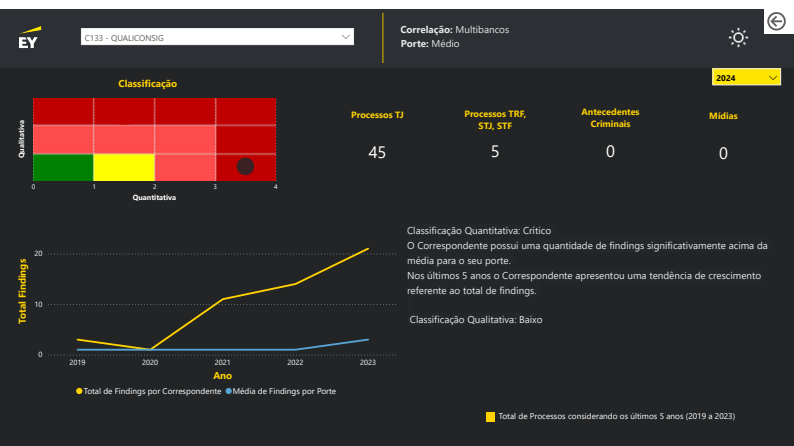 EY
C133 - QUALICONSIG
Correlação: Multibancos
Porte: Médio
2024
Classificação
Qualitativa
0 1 2 3 4
Quantitativa
Processos TJ
45
Processos TRF,
STJ, STF
5
Antecedentes
Criminais
0
Mídias
0
Classificação Quantitativa: Crítico
O Correspondente possui uma quantidade de findings significativamente acima da
média para o seu porte.
Nos últimos 5 anos o Correspondente apresentou uma tendência de crescimento
referente ao total de findings.
Classificação Qualitativa: Baixo
Total Findings
20
10
0
2019 2020 2021 2022 2023
Ano
Total de Findings por Correspondente Média de Findings por Porte
Total de Processos considerando os últimos 5 anos (2019 a 2023)